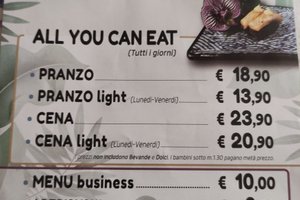 ALL YOU CAN EAT
(Tutti i giorni)
• PRANZO € 18,90
• PRANZO light (Lunedì-Venerdì) € 13,90
• CENA € 23,90
• CENA light (Lunedì-Venerdì) € 20,90
prezzi non includono Bevande e Dolci. I bambini sotto m.1.30 pagano metà prezzo.
• MENU business € 10,00